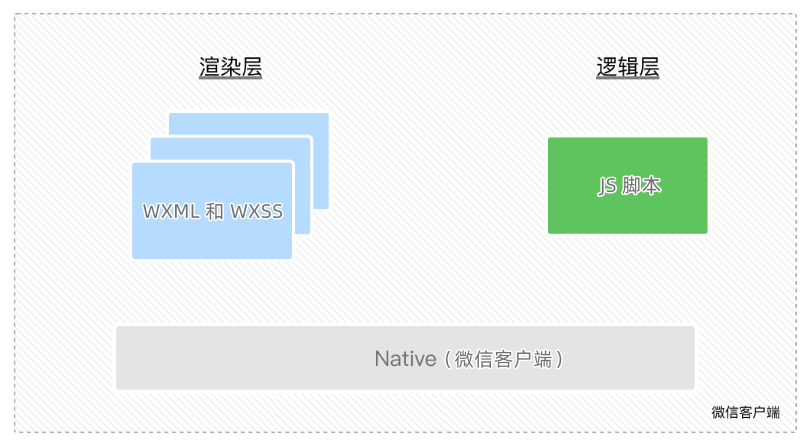 渲染层
逻辑层
WXML 和 WXSS
JS 脚本
Native（微信客户端）
微信客户端